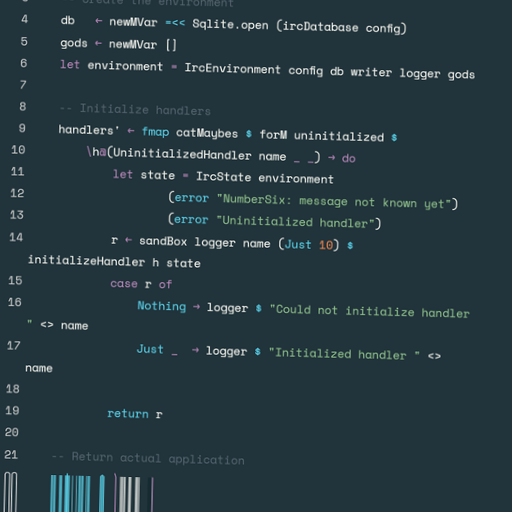 -- Create the environment
4 db ← newMVar =<< Sqlite.open (ircDatabase config)
5 gods ← newMVar []
6 let environment = IrcEnvironment config db writer logger gods
7
8 -- Initialize handlers
9 handlers' ← fmap catMaybes $ forM uninitialized $
10 \h@(UninitializedHandler name _ _) → do
11 let state = IrcState environment
12 (error "NumberSix: message not known yet")
13 (error "Uninitialized handler")
14 r ← sandBox logger name (Just 10) $
initializeHandler h state
15 case r of
16 Nothing → logger $ "Could not initialize handler
" <> name
17 Just _ → logger $ "Initialized handler " <>
name
18
19 return r
20
21 -- Return actual application